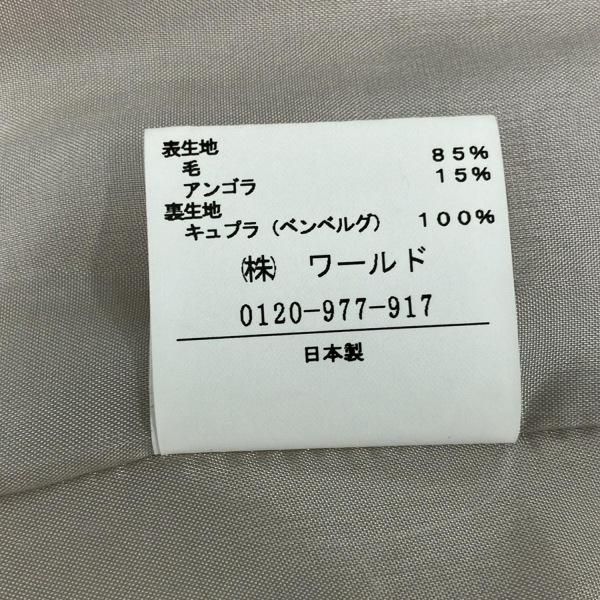 表生地
毛 85%
アンゴラ 15%
裏生地
キュプラ（ベンベルグ） 100%
㈱ ワールド
0120-977-917
日本製